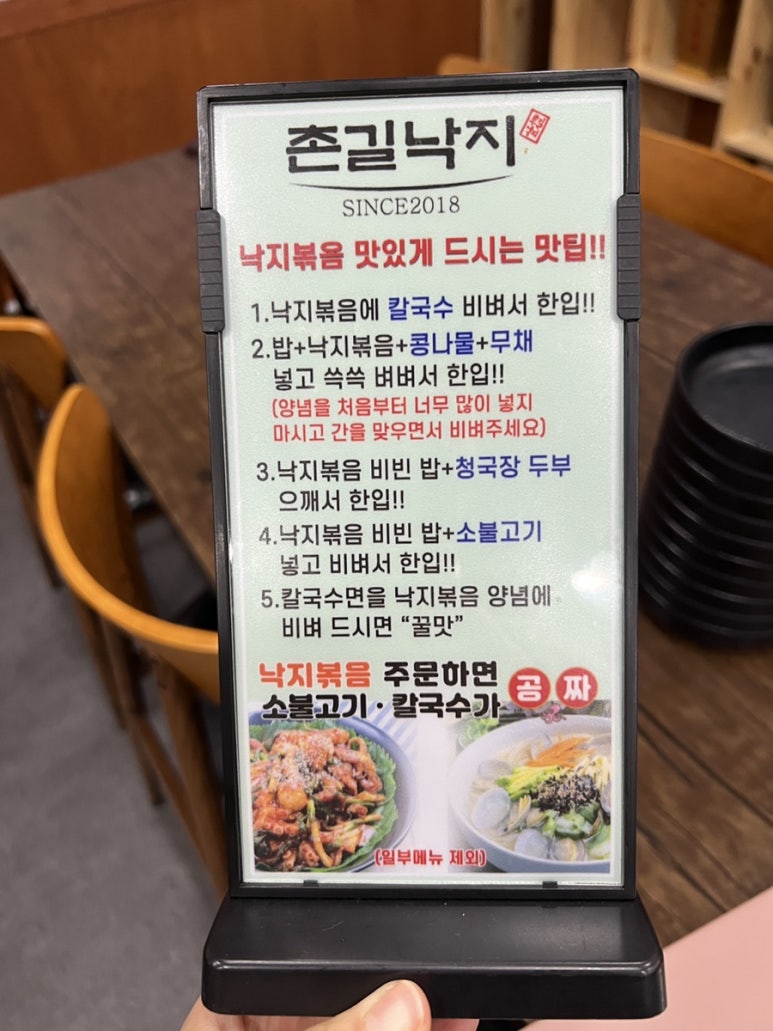 촌길낙지
SINCE2018
낙지볶음 맛있게 드시는 맛팁!!
1.낙지볶음에 칼국수 비벼서 한입!!
2.밥+낙지볶음+콩나물+무채
넣고 쓱쓱 벼벼서 한입!!
(양념을 처음부터 너무 많이 넣지
마시고 간을 맞우면서 비벼주세요)
3.낙지볶음 비빈 밥+청국장 두부
으깨서 한입!!
4.낙지볶음 비빈 밥+소불고기
넣고 비벼서 한입!!
5.칼국수면을 낙지볶음 양념에
비벼 드시면 “꿀맛”
낙지볶음 주문하면
소불고기·칼국수가 공짜
(일부메뉴 제외)